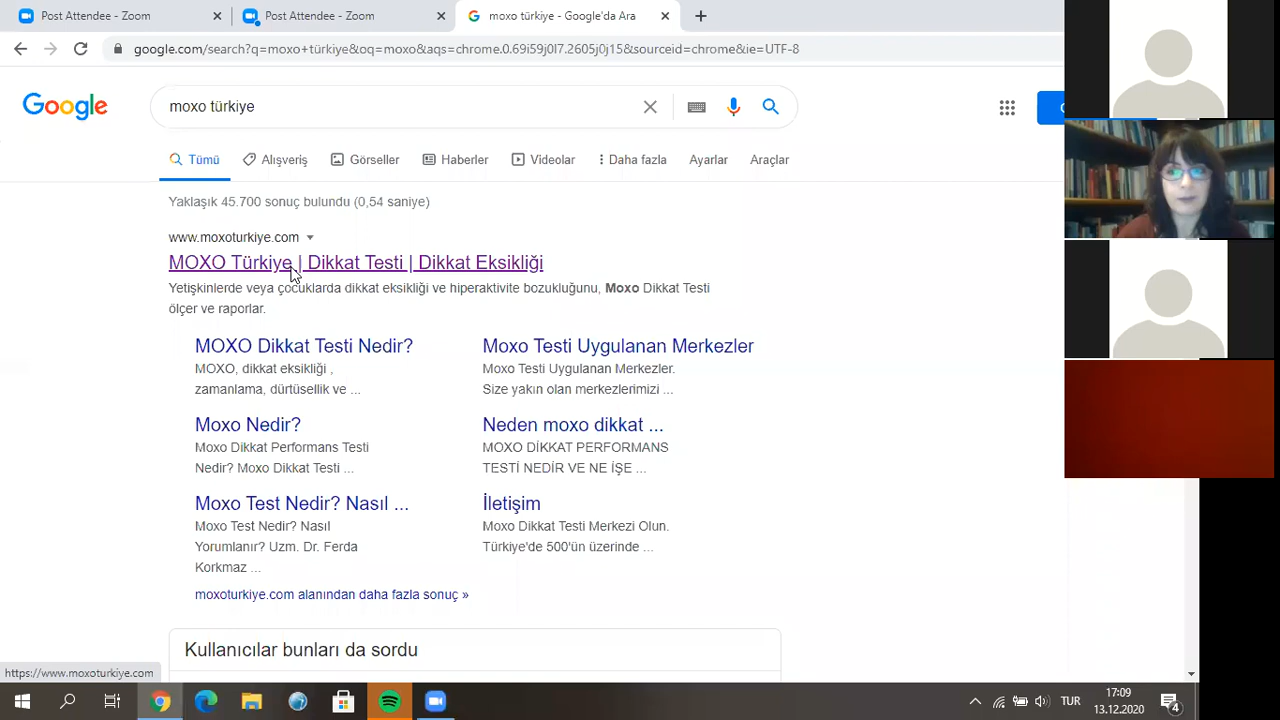 Post Attendee - Zoom
Post Attendee - Zoom
moxo türkiye - Google'da Ara
google.com/search?q=moxo+türkiye&oq=moxo&aqs=chrome.0.69i59j0l7.2605j0j15&sourceid=chrome&ie=UTF-8
Google
moxo türkiye
Tümü
Alışveriş
Görseller
Haberler
Videolar
Daha fazla
Ayarlar
Araçlar
Yaklaşık 45.700 sonuç bulundu (0,54 saniye)
www.moxoturkiye.com
MOXO Türkiye | Dikkat Testi | Dikkat Eksikliği
Yetişkinlerde veya çocuklarda dikkat eksikliği ve hiperaktivite bozukluğunu, Moxo Dikkat Testi
ölçer ve raporlar.
MOXO Dikkat Testi Nedir?
MOXO, dikkat eksikliği ,
zamanlama, dürtüsellik ve ...
Moxo Testi Uygulanan Merkezler
Moxo Testi Uygulanan Merkezler.
Size yakın olan merkezlerimizi ...
Moxo Nedir?
Moxo Dikkat Performans Testi
Nedir? Moxo Dikkat Testi ...
Neden moxo dikkat ...
MOXO DİKKAT PERFORMANS
TESTİ NEDİR VE NE İŞE ...
Moxo Test Nedir? Nasıl ...
Moxo Test Nedir? Nasıl
Yorumlanır? Uzm. Dr. Ferda
Korkmaz ...
İletişim
Moxo Dikkat Testi Merkezi Olun.
Türkiye'de 500'ün üzerinde ...
moxoturkiye.com alanından daha fazla sonuç »
Kullanıcılar bunları da sordu
https://www.moxoturkiye.com
TUR
17:09
13.12.2020
4